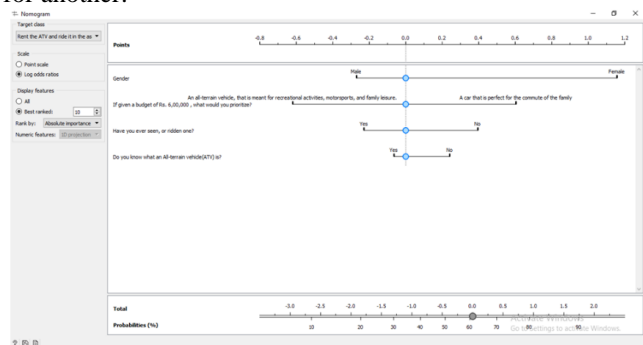 for another.
Nomogram
Target class
Rent the ATV and ride it in the as
Scale
Point scale
Log odds ratios
Display features
All
Best ranked: 10
Rank by: Absolute importance
Numeric features: 1D projection
Points
-0.8 -0.6 -0.4 -0.2 0.0 0.2 0.4 0.6 0.8 1.0 1.2
Male Female
Gender
An all-terrain vehicle, that is meant for recreational activities, motorsports, and family leisure. A car that is perfect for the commute of the family
If given a budget of Rs. 6,00,000 , what would you prioritize?
Yes No
Have you ever seen, or ridden one?
Yes No
Do you know what an All-terrain vehicle(ATV) is?
Total -3.0 -2.5 -2.0 -1.5 -1.0 -0.5 0.0 0.5 1.0 1.5 2.0
Activate Windows
Probabilities (%) 10 20 30 40 50 60 70 80 90
Go to Settings to activate Windows.